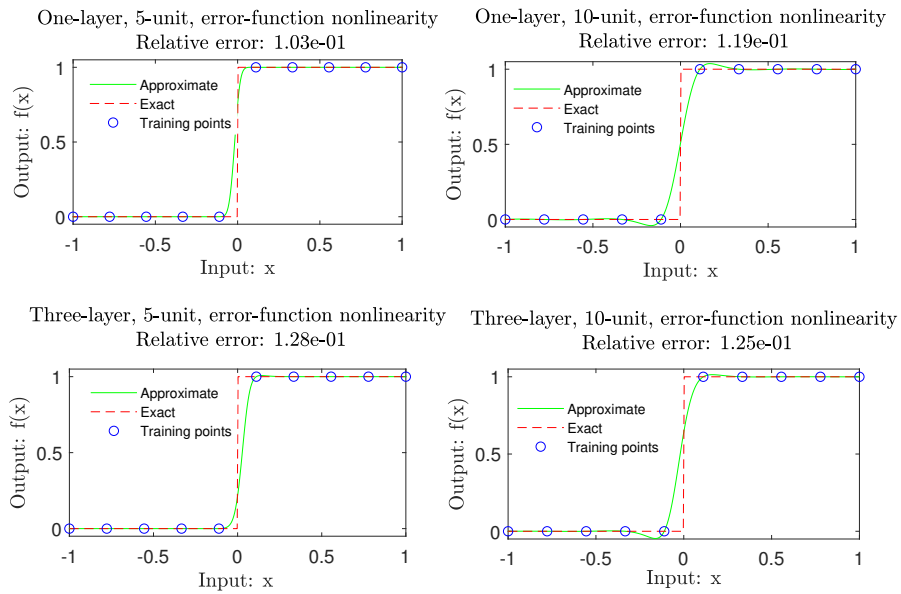 One-layer, 5-unit, error-function nonlinearity
Relative error: 1.03e-01
1
0.5
0
Output: f(x)
Approximate
Exact
Training points
-1
-0.5
0
0.5
1
Input: x
One-layer, 10-unit, error-function nonlinearity
Relative error: 1.19e-01
1
0.5
0
Output: f(x)
Approximate
Exact
Training points
-1
-0.5
0
0.5
1
Input: x
Three-layer, 5-unit, error-function nonlinearity
Relative error: 1.28e-01
1
0.5
0
Output: f(x)
Approximate
Exact
Training points
-1
-0.5
0
0.5
1
Input: x
Three-layer, 10-unit, error-function nonlinearity
Relative error: 1.25e-01
1
0.5
0
Output: f(x)
Approximate
Exact
Training points
-1
-0.5
0
0.5
1
Input: x